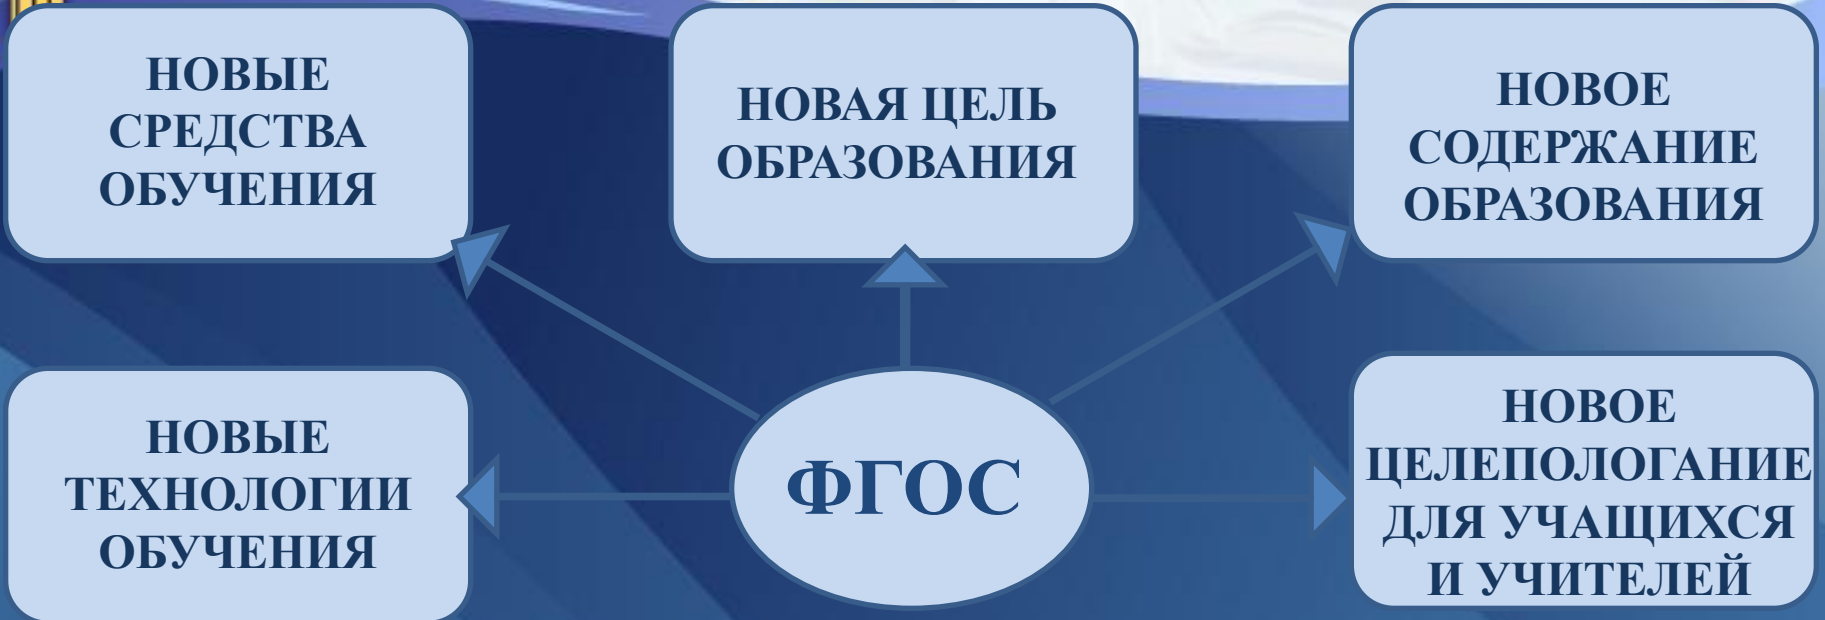 НОВЫЕ
СРЕДСТВА
ОБУЧЕНИЯ
НОВАЯ ЦЕЛЬ
ОБРАЗОВАНИЯ
НОВОЕ
СОДЕРЖАНИЕ
ОБРАЗОВАНИЯ
НОВЫЕ
ТЕХНОЛОГИИ
ОБУЧЕНИЯ
ФГОС
НОВОЕ
ЦЕЛЕПОЛОГАНИЕ
ДЛЯ УЧАЩИХСЯ
И УЧИТЕЛЕЙ